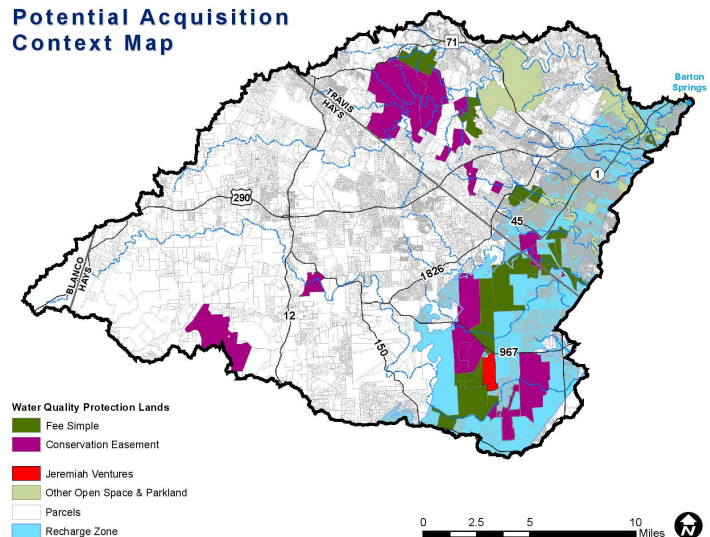 Potential Acquisition
Context Map
71
Barton
Springs
TRAVIS
HAYS
1
290
45
BLANCO
HAYS
1826
12
150
967
Water Quality Protection Lands
Fee Simple
Conservation Easement
Jeremiah Ventures
Other Open Space & Parkland
Parcels
Recharge Zone
0 2.5 5 10
Miles
N